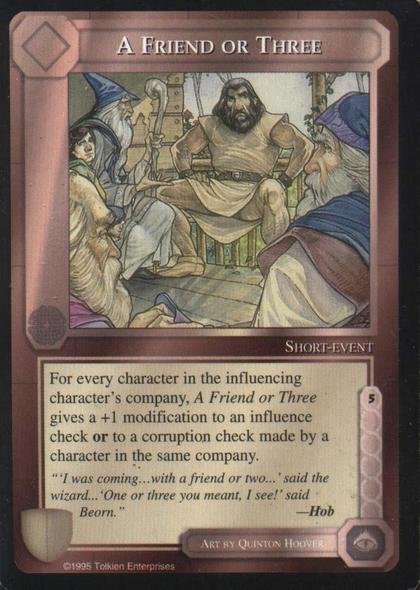 A FRIEND OR THREE
SHORT-EVENT
For every character in the influencing
character's company, A Friend or Three
gives a +1 modification to an influence
check or to a corruption check made by a
character in the same company.
5
"'I was coming...with a friend or two...' said the
wizard...'One or three you meant, I see!' said
Beorn."
—Hob
ART BY QUINTON HOOVER
©1995 Tolkien Enterprises